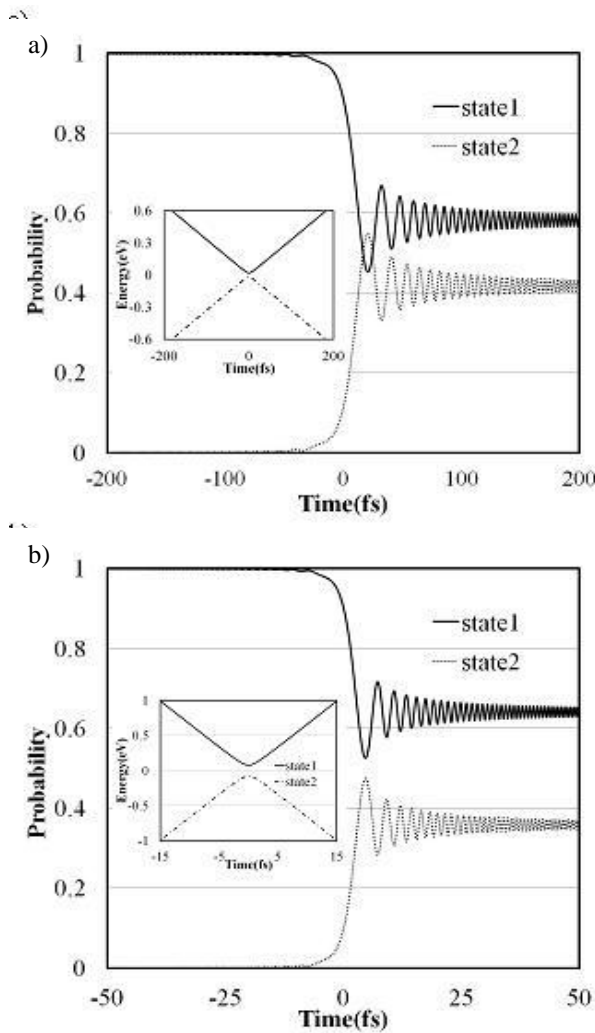 a)
1
state1
state2
0.8
0.6
0.6
0.3
0
-0.3
-0.6
Energy(eV)
-200 0 200
Time(fs)
0.4
0.2
0
Probability
-200 -100 0 100 200
Time(fs)
b)
1
state1
state2
0.8
0.6
1
0.5
0
-0.5
-1
Energy(eV)
state1
state2
-15 -5 5 15
Time(fs)
0.4
0.2
0
Probability
-50 -25 0 25 50
Time(fs)